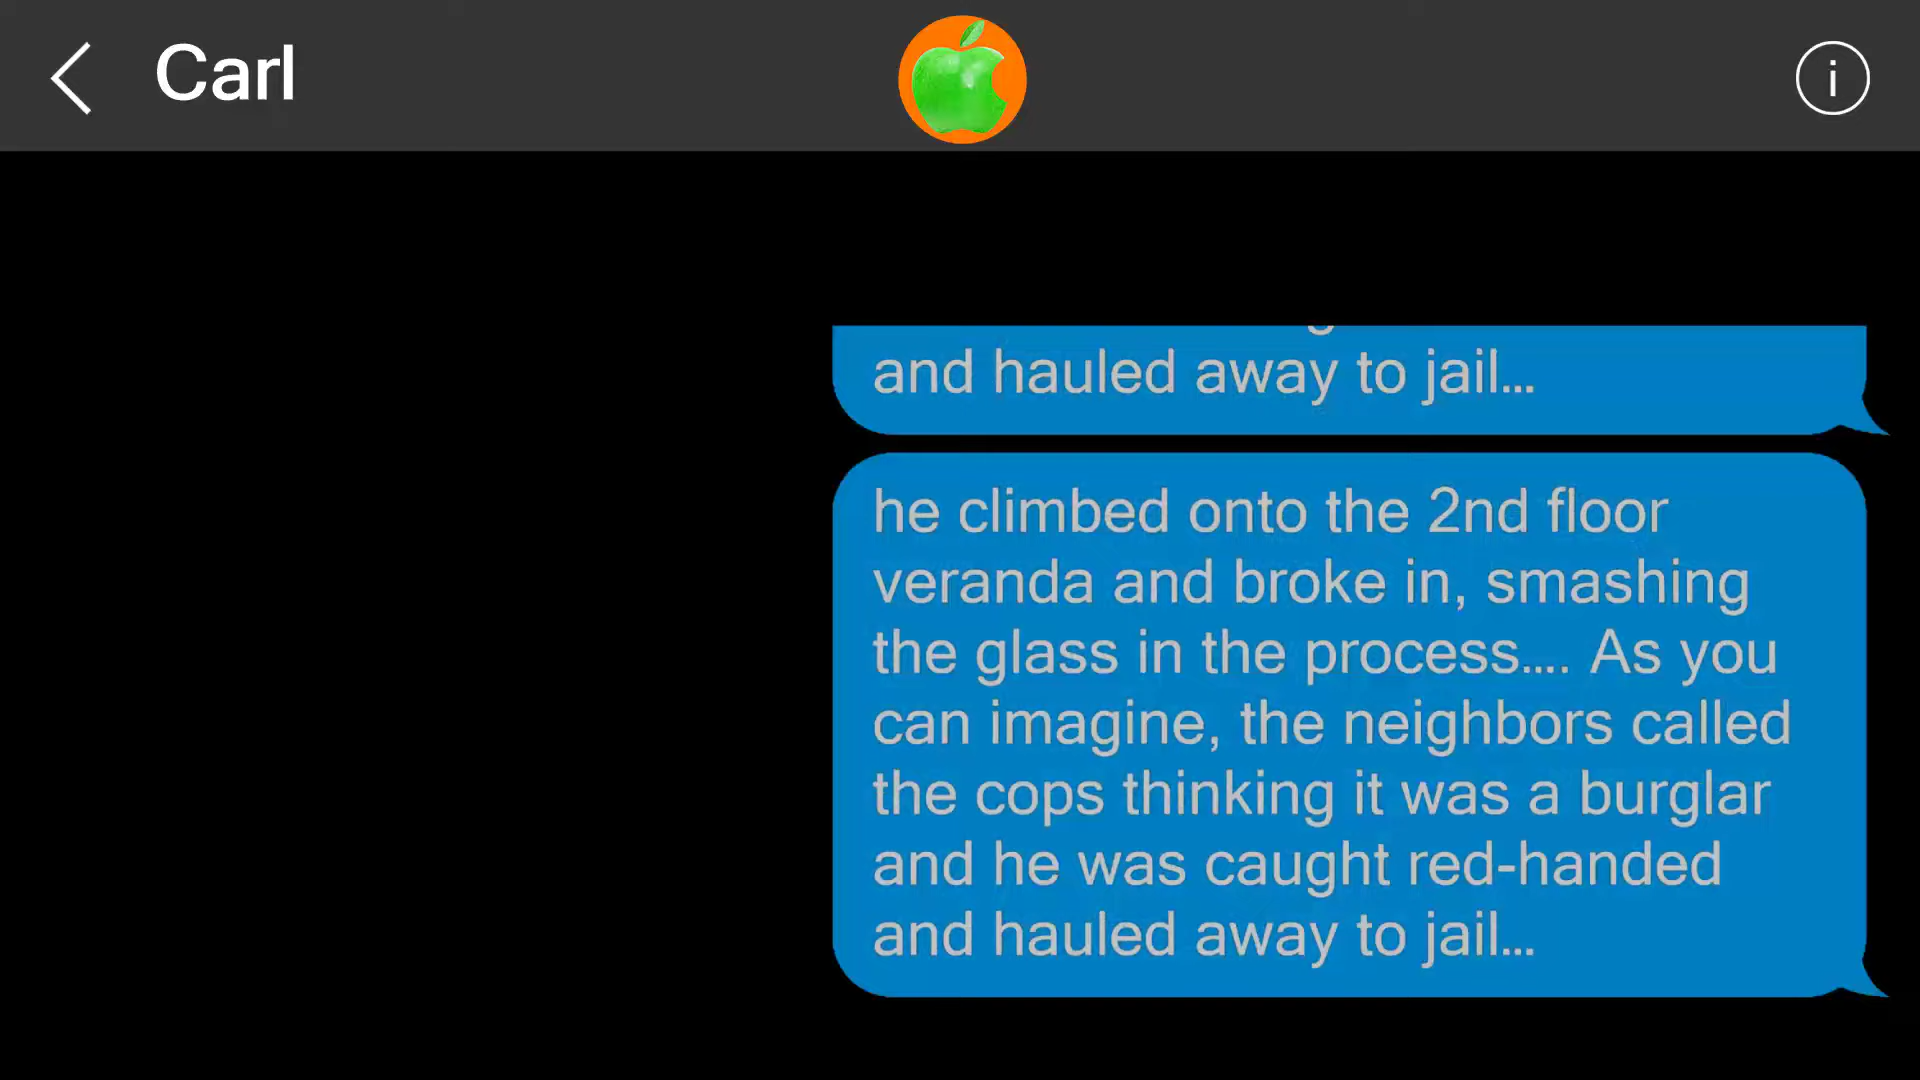 Carl
i
and hauled away to jail...
he climbed onto the 2nd floor
veranda and broke in, smashing
the glass in the process.... As you
can imagine, the neighbors called
the cops thinking it was a burglar
and he was caught red-handed
and hauled away to jail...